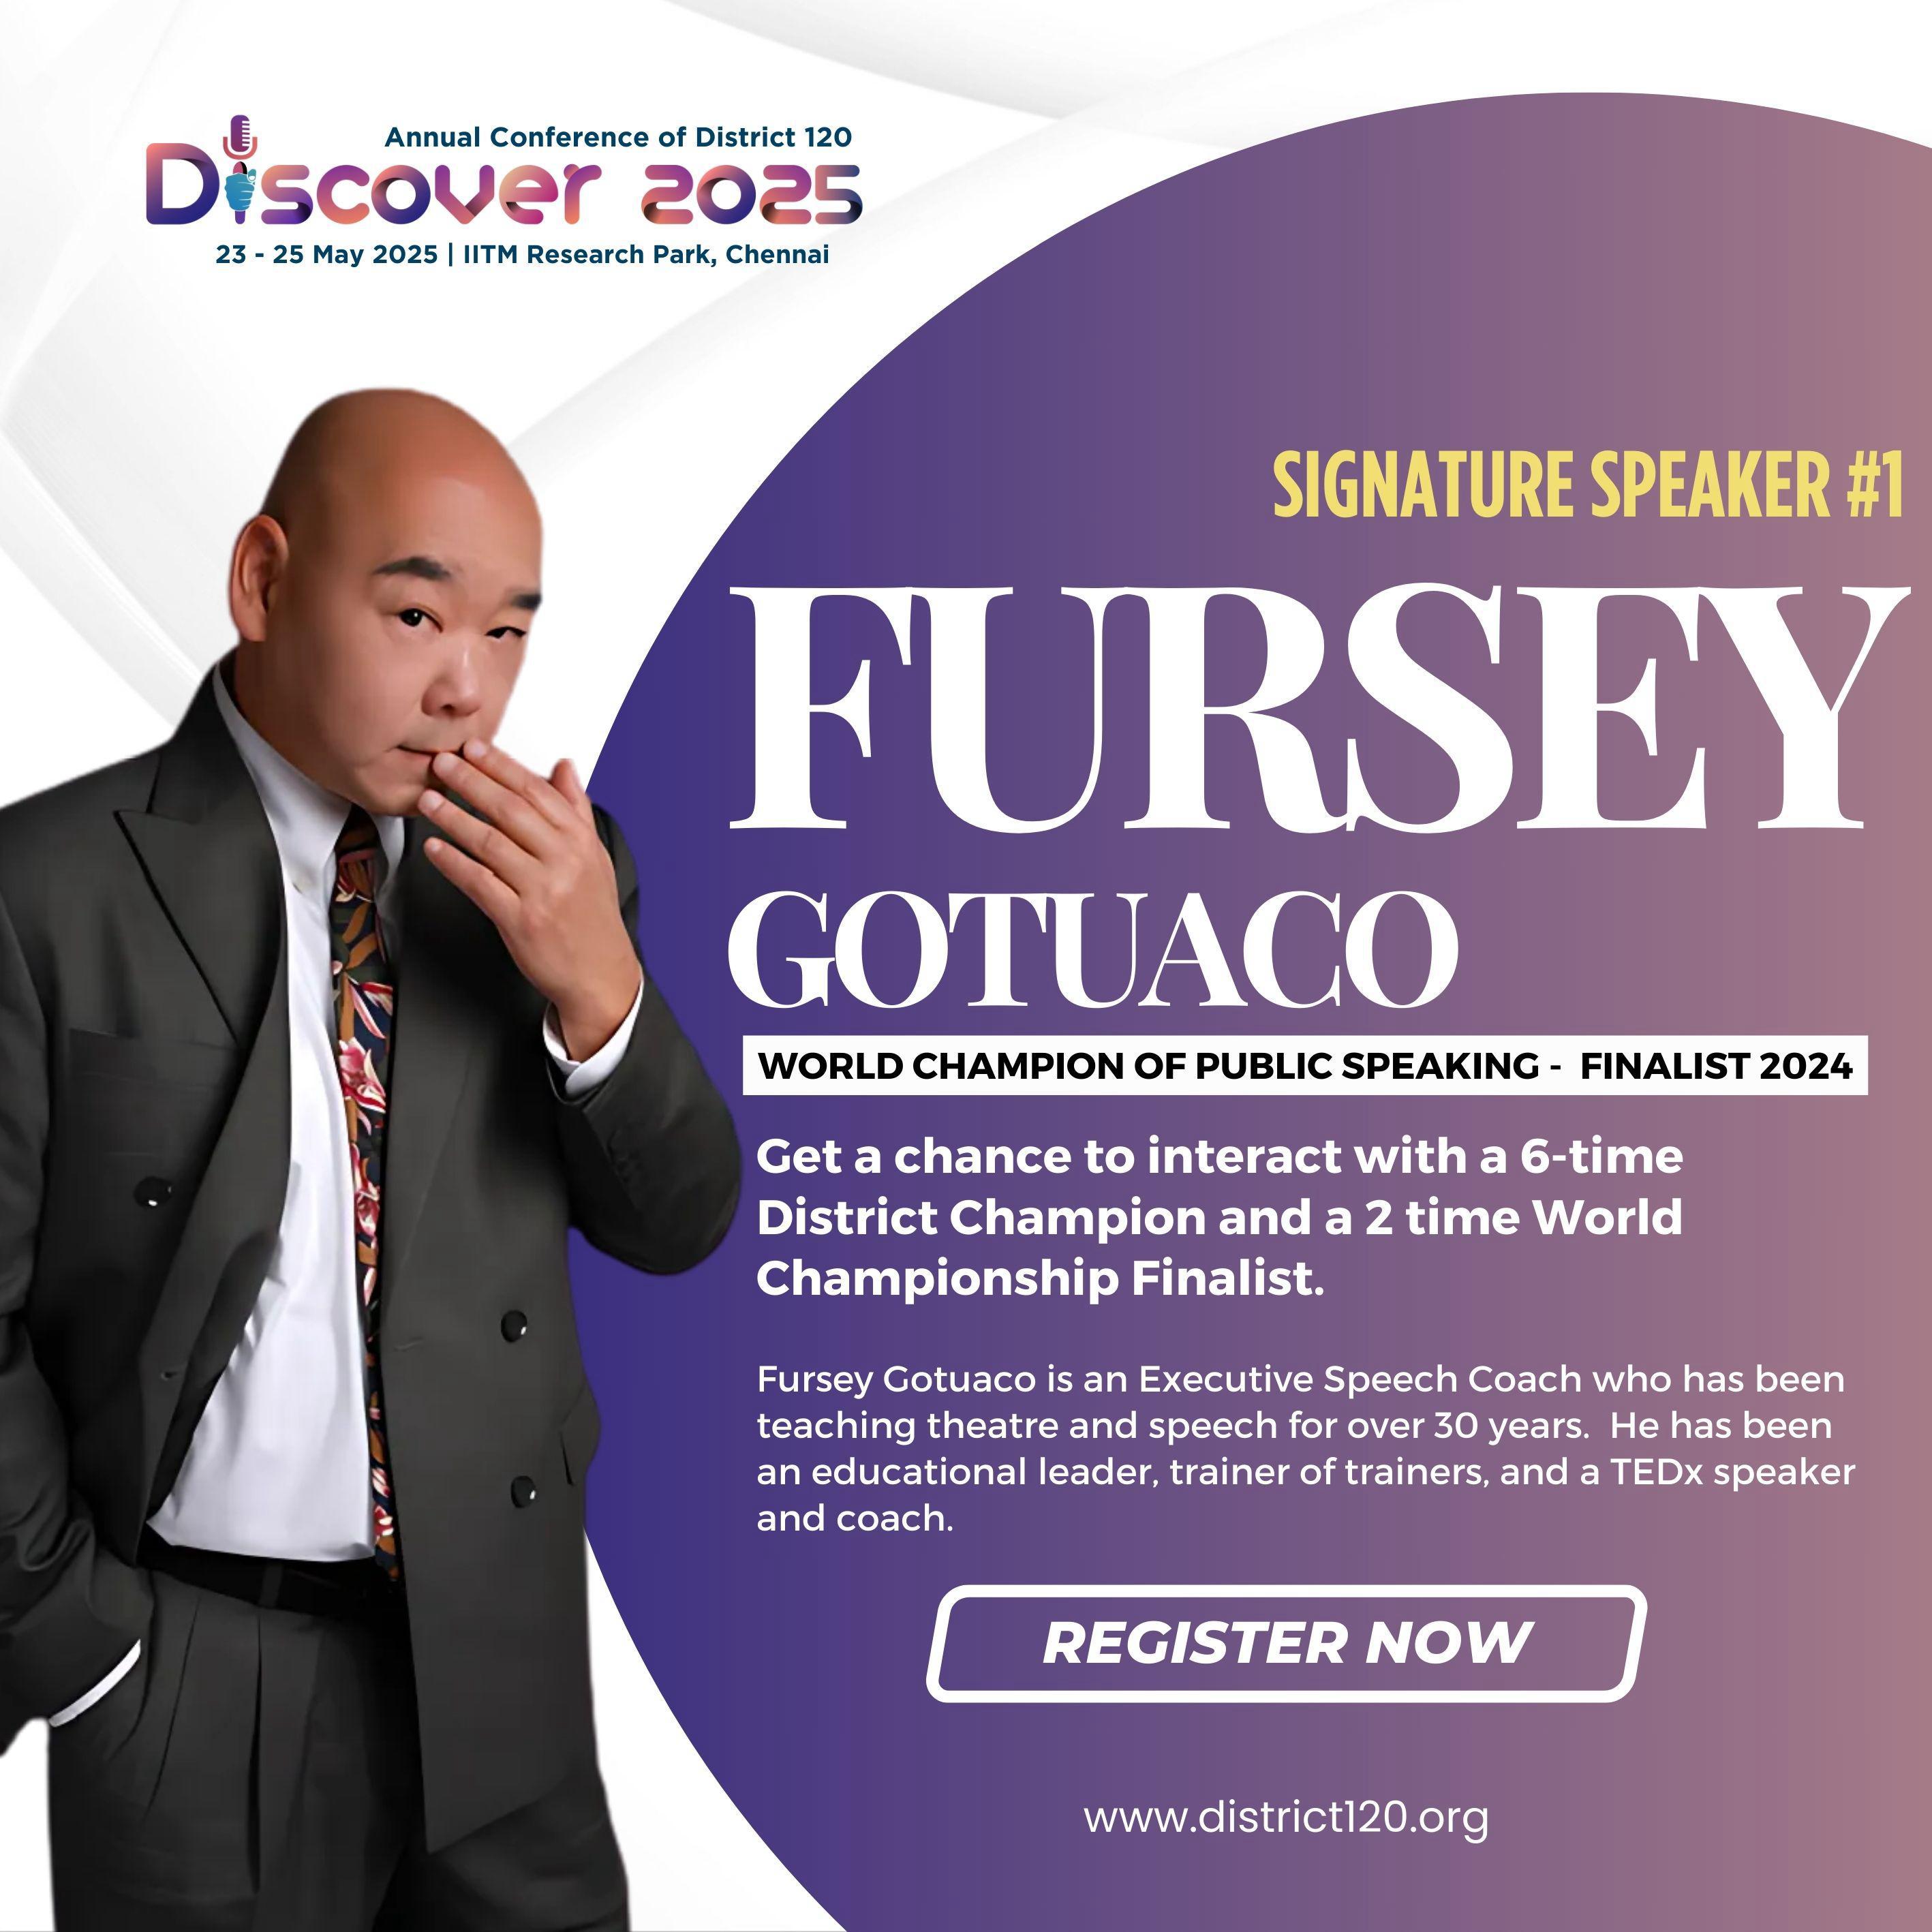 Annual Conference of District 120
Discover 2025
23 - 25 May 2025 | IITM Research Park, Chennai
SIGNATURE SPEAKER #1
FURSEY
GOTUACO
WORLD CHAMPION OF PUBLIC SPEAKING - FINALIST 2024
Get a chance to interact with a 6-time
District Champion and a 2 time World
Championship Finalist.
Fursey Gotuaco is an Executive Speech Coach who has been
teaching theatre and speech for over 30 years. He has been
an educational leader, trainer of trainers, and a TEDx speaker
and coach.
REGISTER NOW
www.district120.org